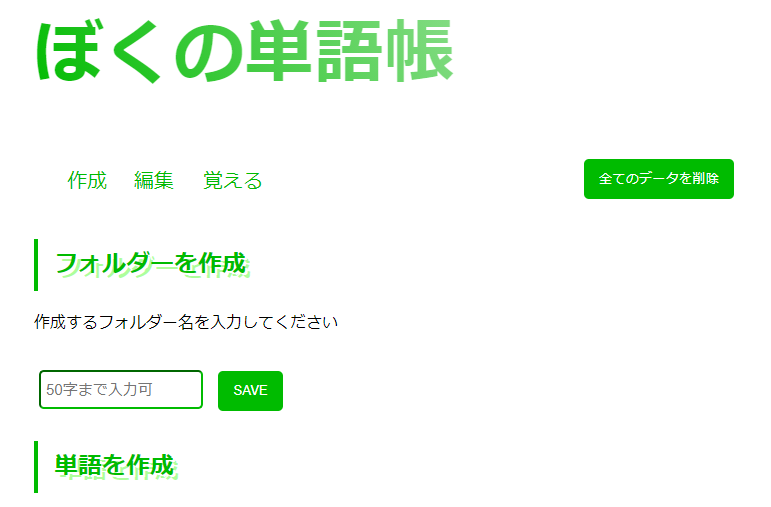 ぼくの単語帳
作成 編集 覚える 全てのデータを削除
フォルダーを作成
作成するフォルダー名を入力してください
50字まで入力可 SAVE
単語を作成